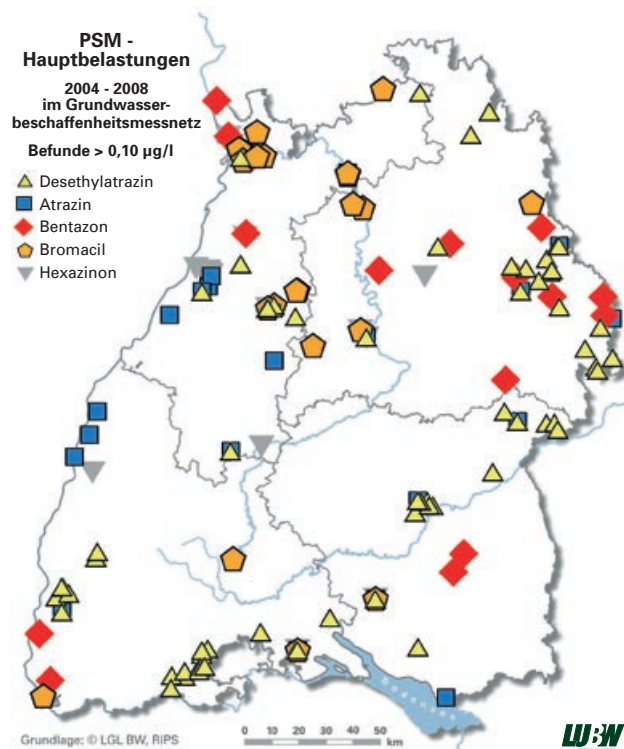 PSM -
Hauptbelastungen
2004 - 2008
im Grundwasser-
beschaffenheitsmessnetz
Befunde > 0,10 µg/l
Desethylatrazin
Atrazin
Bentazon
Bromacil
Hexazinon
0 10 20 30 40 50
km
Grundlage: © LGL BW, RIPS
LUBW